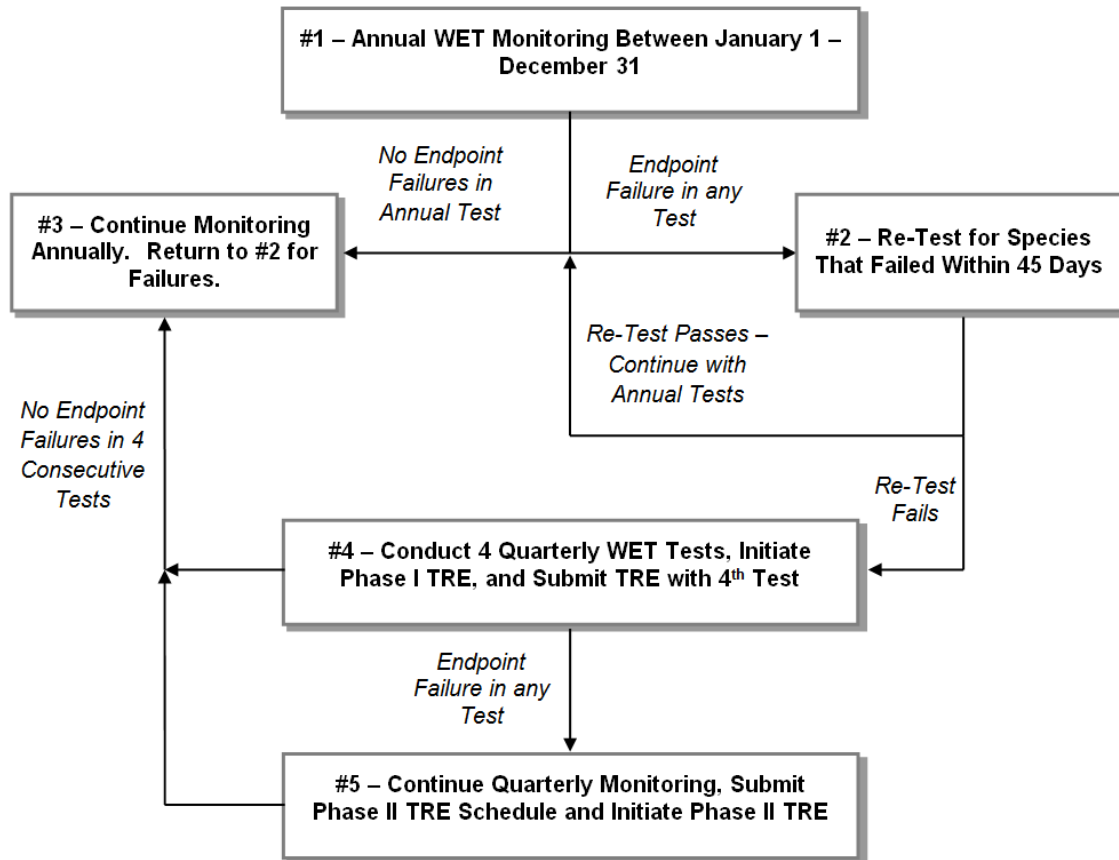 #1 – Annual WET Monitoring Between January 1 –
December 31
No Endpoint
Failures in
Annual Test
Endpoint
Failure in any
Test
#3 – Continue Monitoring
Annually.  Return to #2 for
Failures.
#2 – Re-Test for Species
That Failed Within 45 Days
Re-Test Passes –
Continue with
Annual Tests
No Endpoint
Failures in 4
Consecutive
Tests
Re-Test
Fails
#4 – Conduct 4 Quarterly WET Tests, Initiate
Phase I TRE, and Submit TRE with 4th Test
Endpoint
Failure in any
Test
#5 – Continue Quarterly Monitoring, Submit
Phase II TRE Schedule and Initiate Phase II TRE